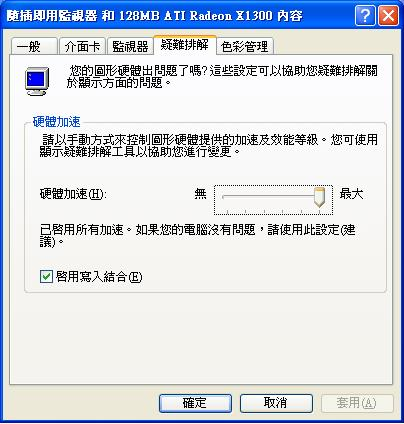 隨插即用監視器 和 128MB ATI Radeon X1300 內容
一般
介面卡
監視器
疑難排解
色彩管理
您的圖形硬體出問題了嗎? 這些設定可以協助您疑難排解關
於顯示方面的問題。
硬體加速
請以手動方式來控制圖形硬體提供的加速及效能等級。您可使用
顯示疑難排解工具以協助您進行變更。
硬體加速(H):
無
最大
已啓用所有加速。如果您的電腦沒有問題，請使用此設定(建
議)。
啓用寫入結合(E)
確定
取消
套用(A)